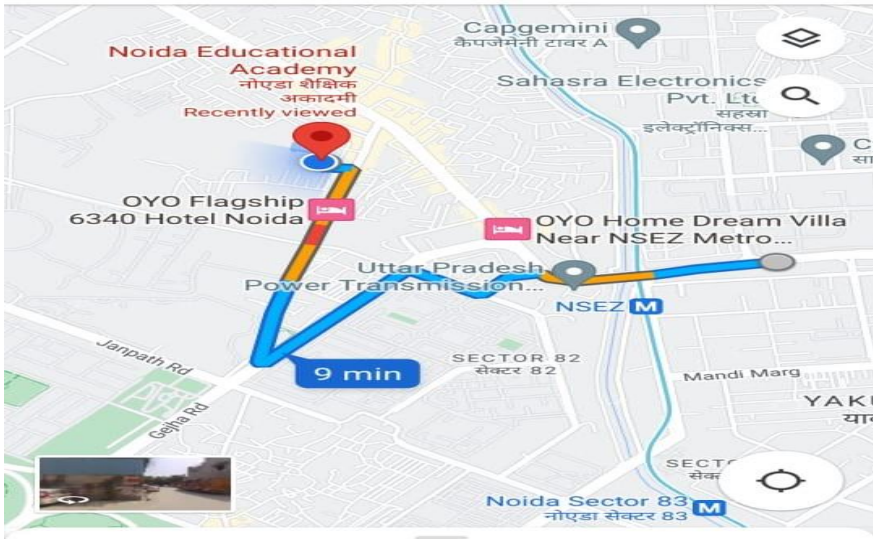 Capgemini
कैपजेमिनी टावर A
Noida Educational
Academy
नोएडा शैक्षिक
अकादमी
Recently viewed
Sahasra Electronics
Pvt. Ltd
सहस्रा
इलेक्ट्रॉनिक्स...
C
सा
OYO Flagship
6340 Hotel Noida
OYO Home Dream Villa
Near NSEZ Metro...
Uttar Pradesh
Power Transmission...
NSEZ M
Janpath Rd
9 min
SECTOR 82
सेक्टर 82
Mandi Marg
YAKU
Gejha Rd
SECT
सेक
Noida Sector 83 M
नोएडा सेक्टर 83